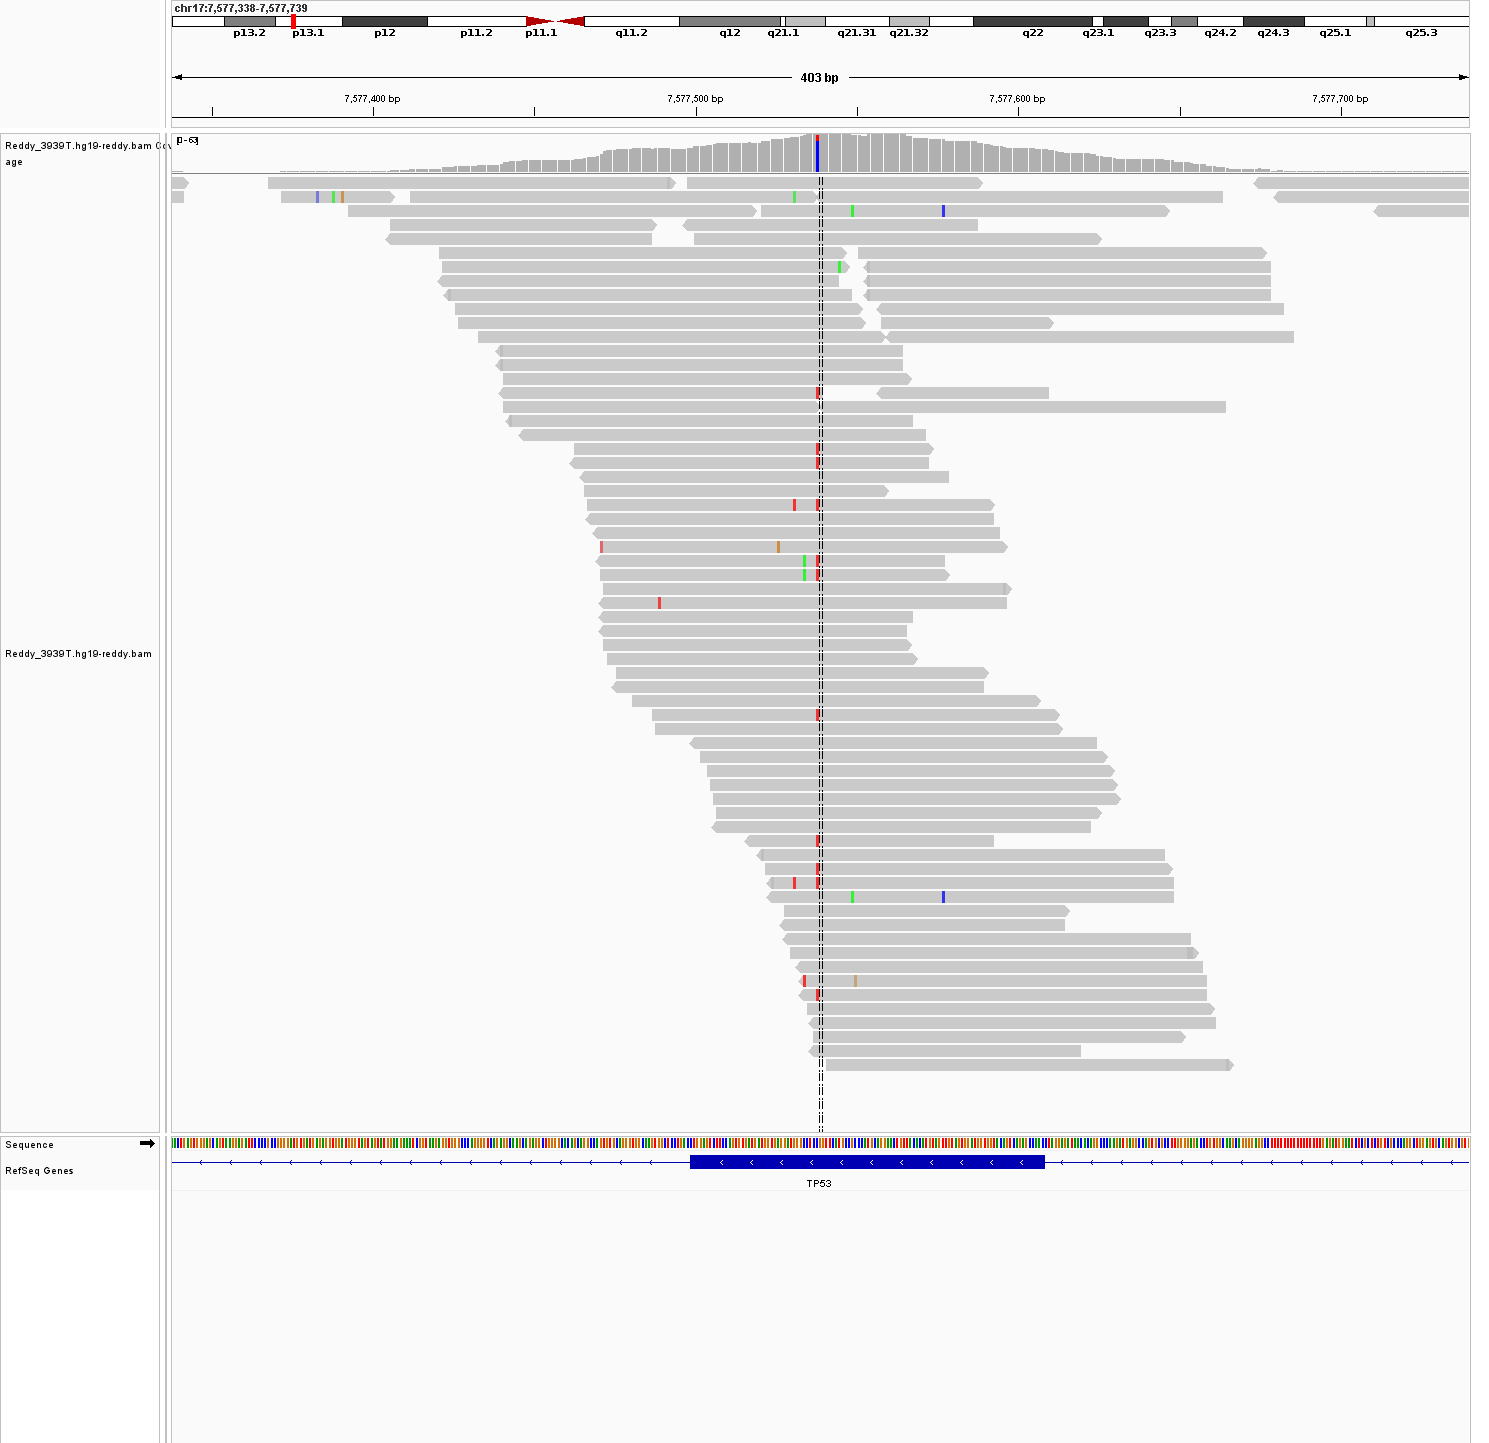 chr17:7,577,338-7,577,739
p13.2 p13.1 p12 p11.2 p11.1 q11.2 q12 q21.1 q21.31 q21.32 q22 q23.1 q23.3 q24.2 q24.3 q25.1 q25.3
403 bp
7,577,400 bp 7,577,500 bp 7,577,600 bp 7,577,700 bp
[0-63]
Reddy_3939T.hg19-reddy.bam Cov
age
Reddy_3939T.hg19-reddy.bam
Sequence
RefSeq Genes
TP53